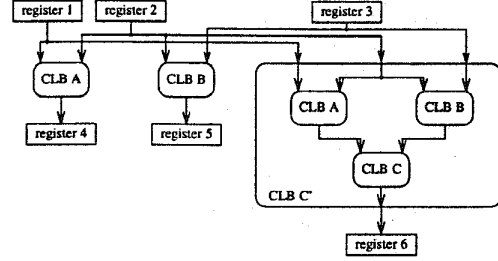 register 1
register 2
register 3
CLB A
CLB B
CLB A
CLB B
register 4
register 5
CLB C
CLB C"
register 6